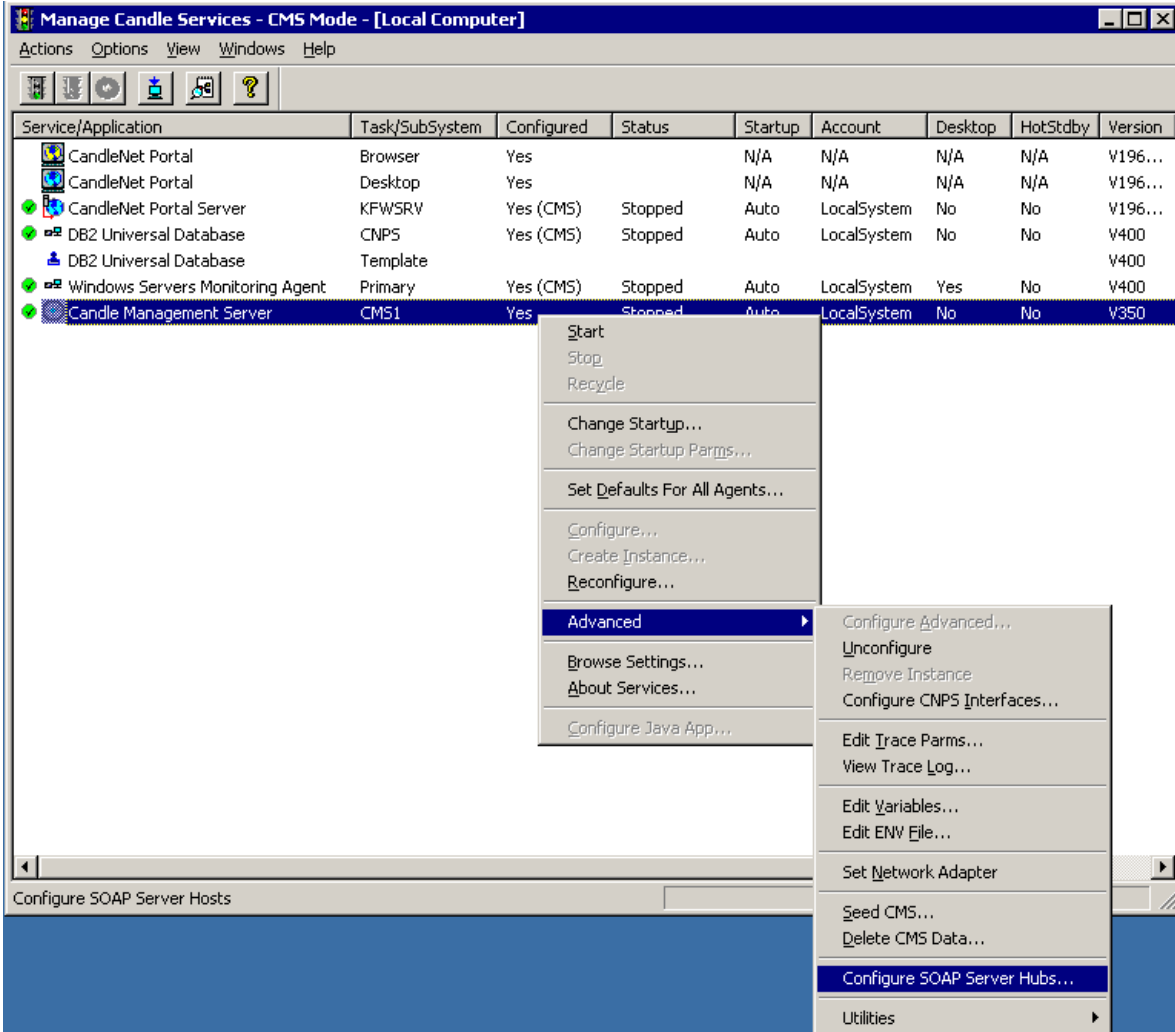 Manage Candle Services - CMS Mode - [Local Computer]
Actions Options View Windows Help
Service/Application Task/SubSystem Configured Status Startup Account Desktop HotStdby Version
CandleNet Portal Browser Yes N/A N/A N/A N/A V196...
CandleNet Portal Desktop Yes N/A N/A N/A N/A V196...
CandleNet Portal Server KFWSRV Yes (CMS) Stopped Auto LocalSystem No No V196...
DB2 Universal Database CNPS Yes (CMS) Stopped Auto LocalSystem No No V400
DB2 Universal Database Template V400
Windows Servers Monitoring Agent Primary Yes (CMS) Stopped Auto LocalSystem Yes No V400
Candle Management Server CMS1 Yes Stopped Auto LocalSystem No No V350
Start
Stop
Recycle
Change Startup...
Change Startup Parms...
Set Defaults For All Agents...
Configure...
Create Instance...
Reconfigure...
Advanced
Browse Settings...
About Services...
Configure Java App...
Configure Advanced...
Unconfigure
Remove Instance
Configure CNPS Interfaces...
Edit Trace Parms...
View Trace Log...
Edit Variables...
Edit ENV File...
Set Network Adapter
Seed CMS...
Delete CMS Data...
Configure SOAP Server Hubs...
Utilities
Configure SOAP Server Hosts